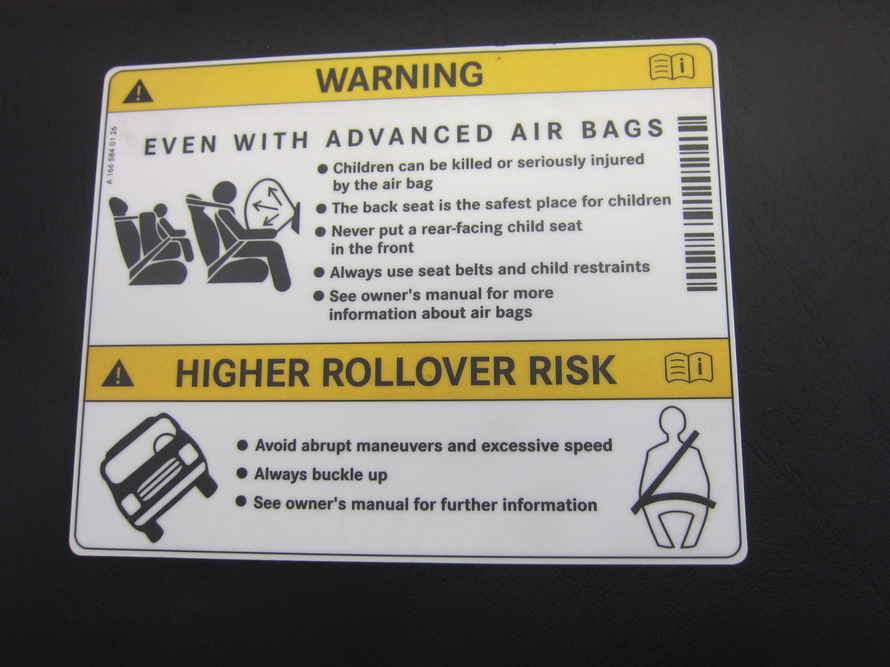 WARNING
A 166 584 01 26
EVEN WITH ADVANCED AIR BAGS
● Children can be killed or seriously injured
by the air bag
● The back seat is the safest place for children
● Never put a rear-facing child seat
in the front
● Always use seat belts and child restraints
● See owner's manual for more
information about air bags
HIGHER ROLLOVER RISK
● Avoid abrupt maneuvers and excessive speed
● Always buckle up
● See owner's manual for further information